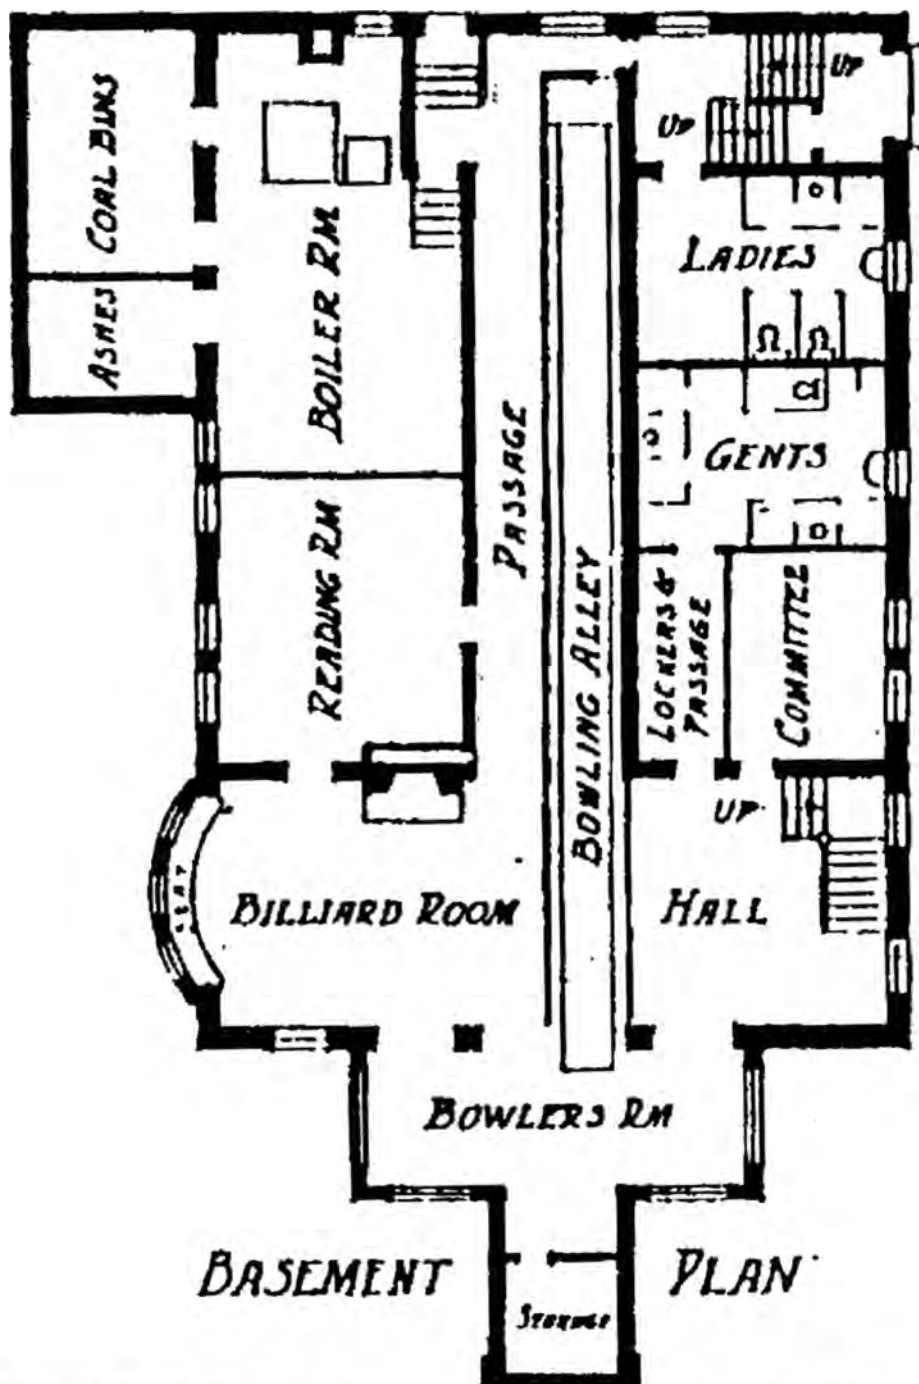 UP
UP
COAL BINS
LADIES
ASHES
BOILER RM
GENTS
PASSAGE
READING RM
BOWLING ALLEY
LOCKERS &
PASSAGE
COMMITTEE
UP
SEAT
BILLIARD ROOM
HALL
BOWLERS RM
BASEMENT PLAN
STORAGE